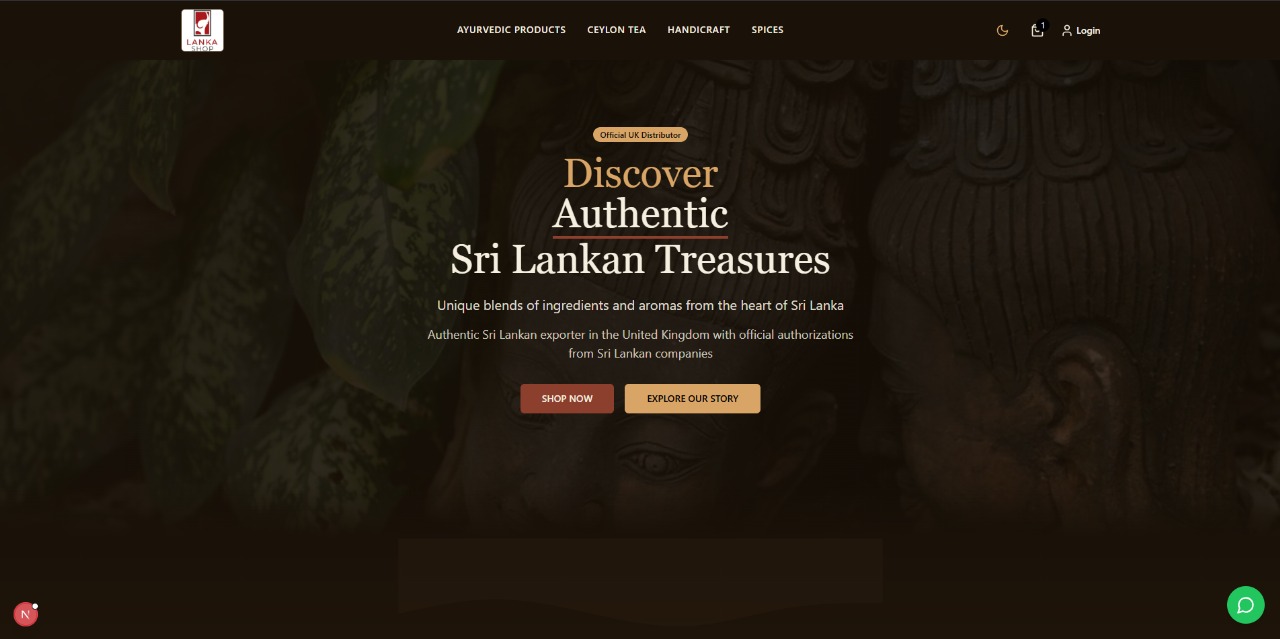 LANKA
SHOP
AYURVEDIC PRODUCTS
CEYLON TEA
HANDICRAFT
SPICES
1
Login
Official UK Distributor
Discover
Authentic
Sri Lankan Treasures
Unique blends of ingredients and aromas from the heart of Sri Lanka
Authentic Sri Lankan exporter in the United Kingdom with official authorizations
from Sri Lankan companies
SHOP NOW
EXPLORE OUR STORY
N